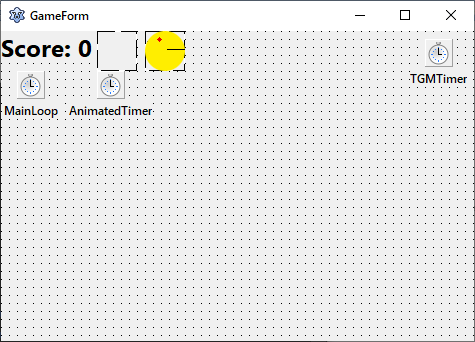 GameForm
Score: 0
TGMTimer
MainLoop AnimatedTimer